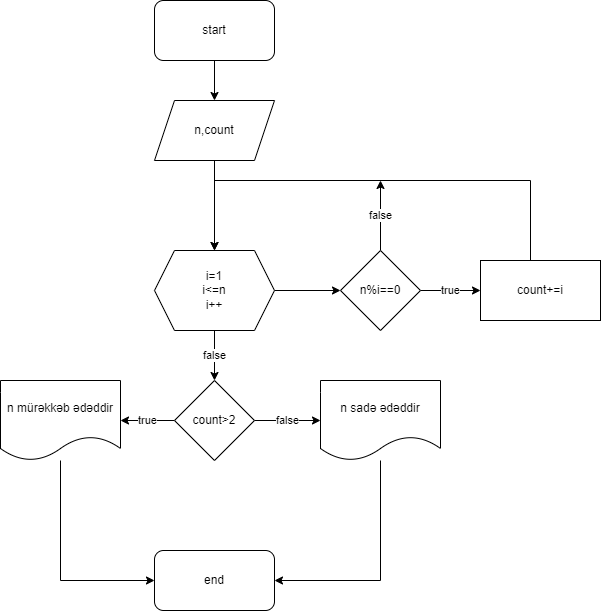 start
n,count
false
i=1
i<=n
i++
n%i==0
true
count+=i
false
n mürəkkəb ədəddir
true
count>2
false
n sadə ədəddir
end